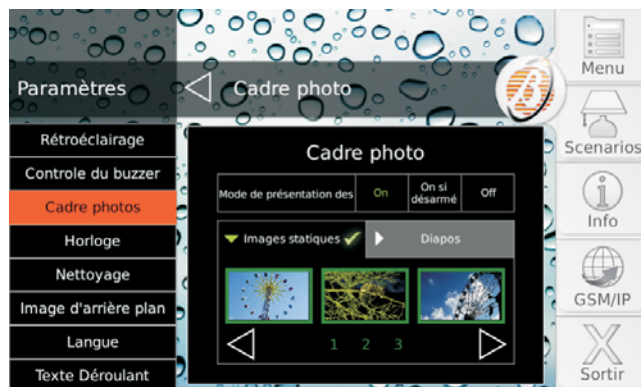 Paramètres
Cadre photo
Menu
Scenarios
Info
GSM/IP
Sortir
Rétroéclairage
Controle du buzzer
Cadre photos
Horloge
Nettoyage
Image d'arrière plan
Langue
Texte Déroulant
Cadre photo
Mode de présentation des On On si désarmé Off
Images statiques Diapos
1 2 3